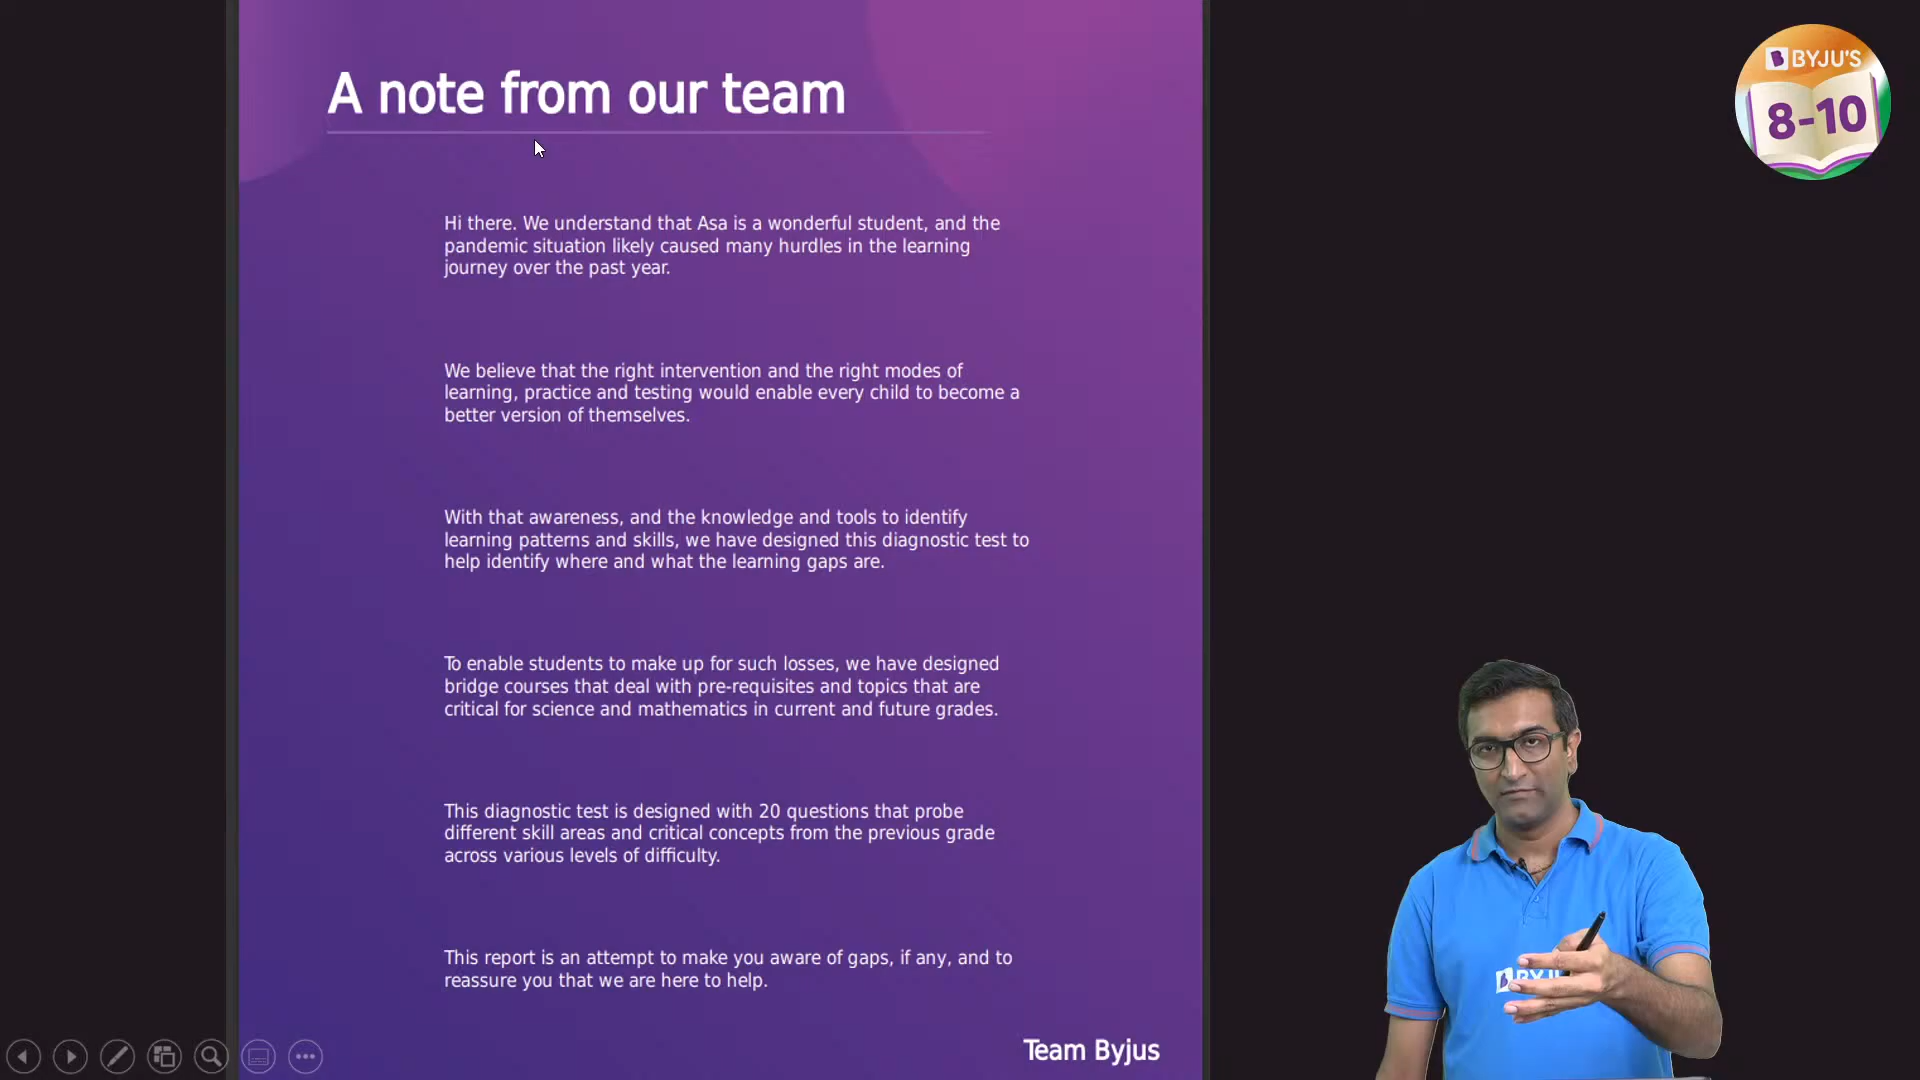 A note from our team
BYJU'S
8-10
Hi there. We understand that Asa is a wonderful student, and the
pandemic situation likely caused many hurdles in the learning
journey over the past year.
We believe that the right intervention and the right modes of
learning, practice and testing would enable every child to become a
better version of themselves.
With that awareness, and the knowledge and tools to identify
learning patterns and skills, we have designed this diagnostic test to
help identify where and what the learning gaps are.
To enable students to make up for such losses, we have designed
bridge courses that deal with pre-requisites and topics that are
critical for science and mathematics in current and future grades.
This diagnostic test is designed with 20 questions that probe
different skill areas and critical concepts from the previous grade
across various levels of difficulty.
This report is an attempt to make you aware of gaps, if any, and to
reassure you that we are here to help.
Team Byjus